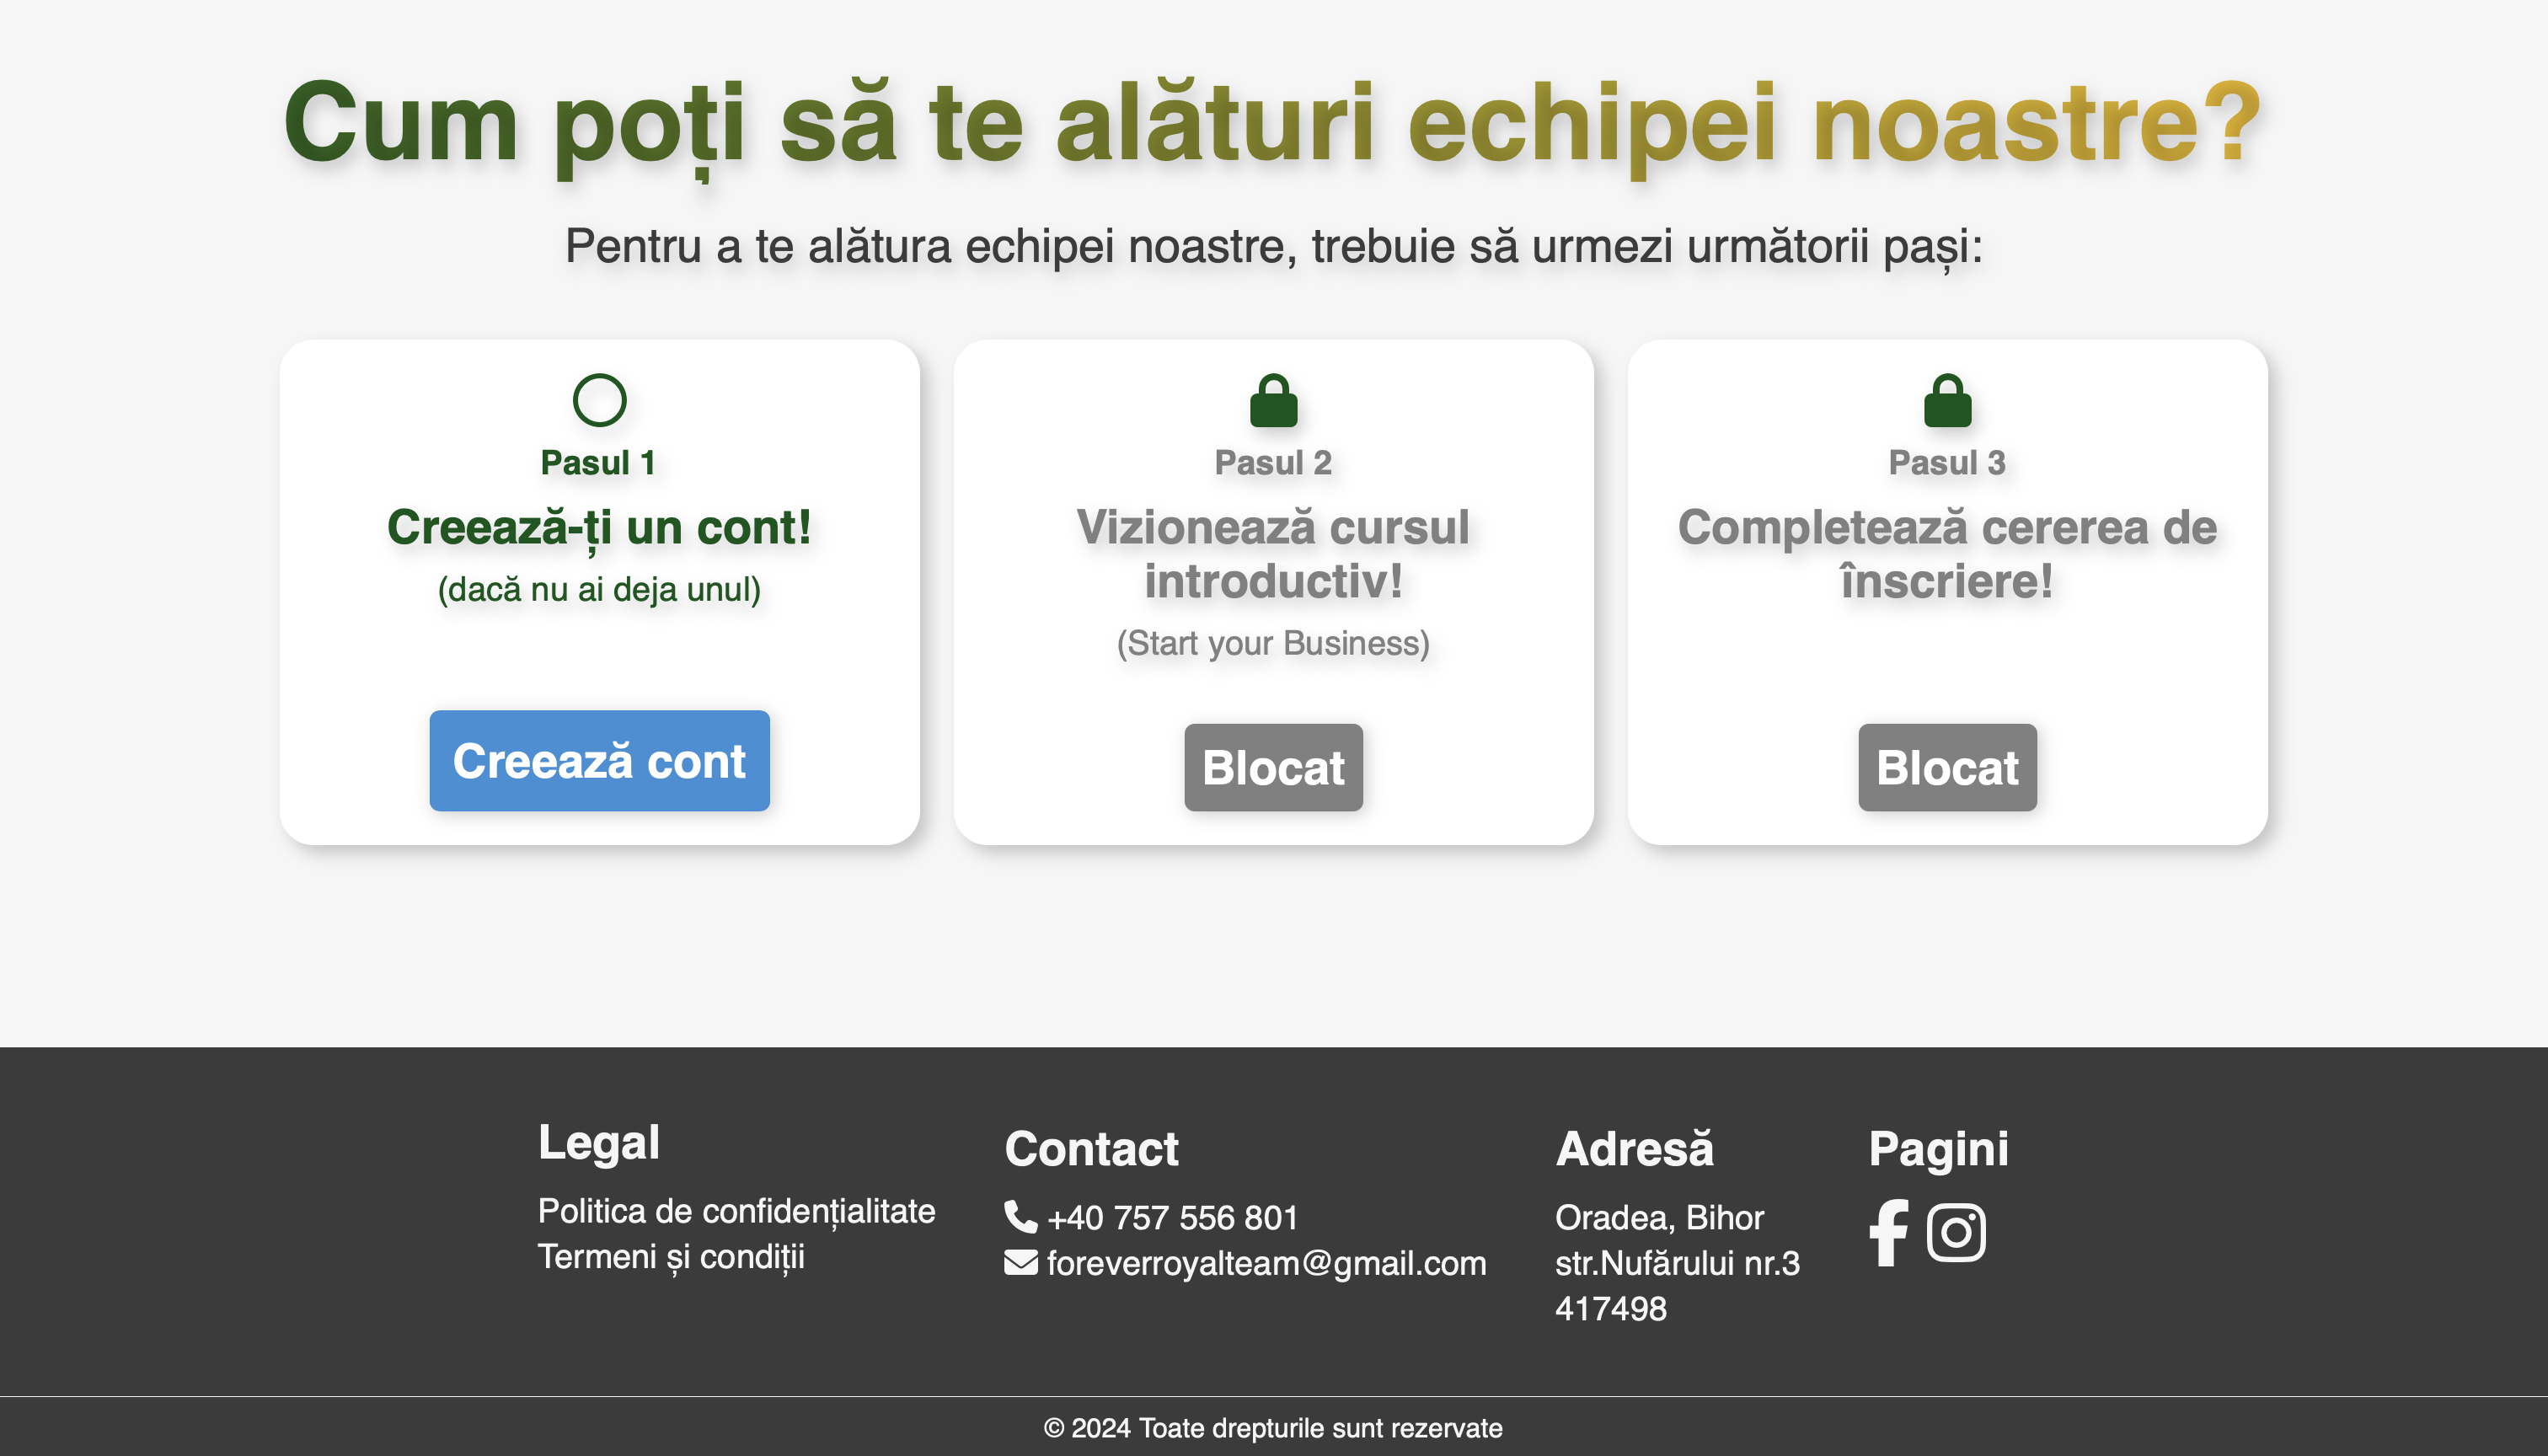 Cum poți să te alături echipei noastre?
Pentru a te alătura echipei noastre, trebuie să urmezi următorii pași:
Pasul 1
Creează-ți un cont!
(dacă nu ai deja unul)
Creează cont
Pasul 2
Vizionează cursul
introductiv!
(Start your Business)
Blocat
Pasul 3
Completează cererea de
înscriere!
Blocat
Legal
Politica de confidențialitate
Termeni și condiții
Contact
+40 757 556 801
foreverroyalteam@gmail.com
Adresă
Oradea, Bihor
str.Nufărului nr.3
417498
Pagini
© 2024 Toate drepturile sunt rezervate